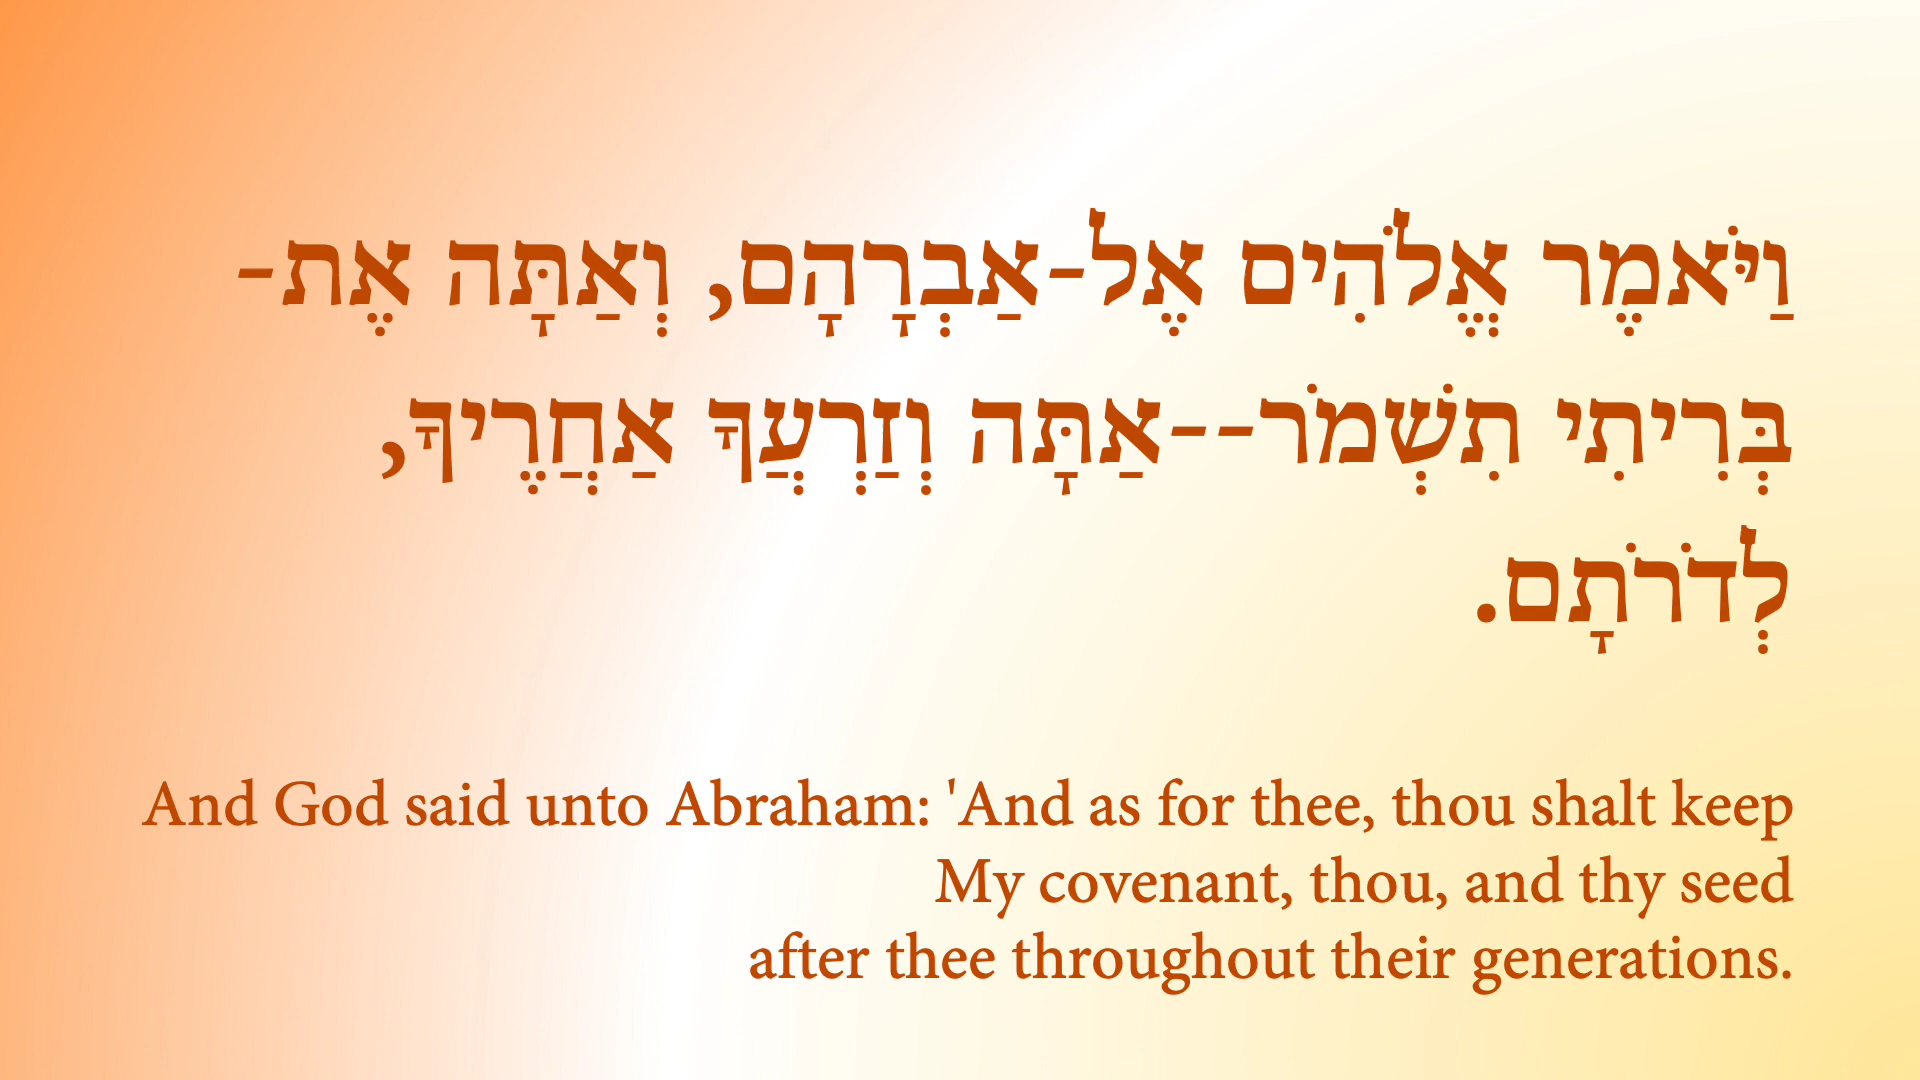 וַיֹּאמֶר אֱלֹהִים אֶל-אַבְרָהָם, וְאַתָּה אֶת-
בְּרִיתִי תִשְׁמֹר--אַתָּה וְזַרְעֲךָ אַחֲרֶיךָ,
לְדֹרֹתָם.
And God said unto Abraham: 'And as for thee, thou shalt keep
My covenant, thou, and thy seed
after thee throughout their generations.